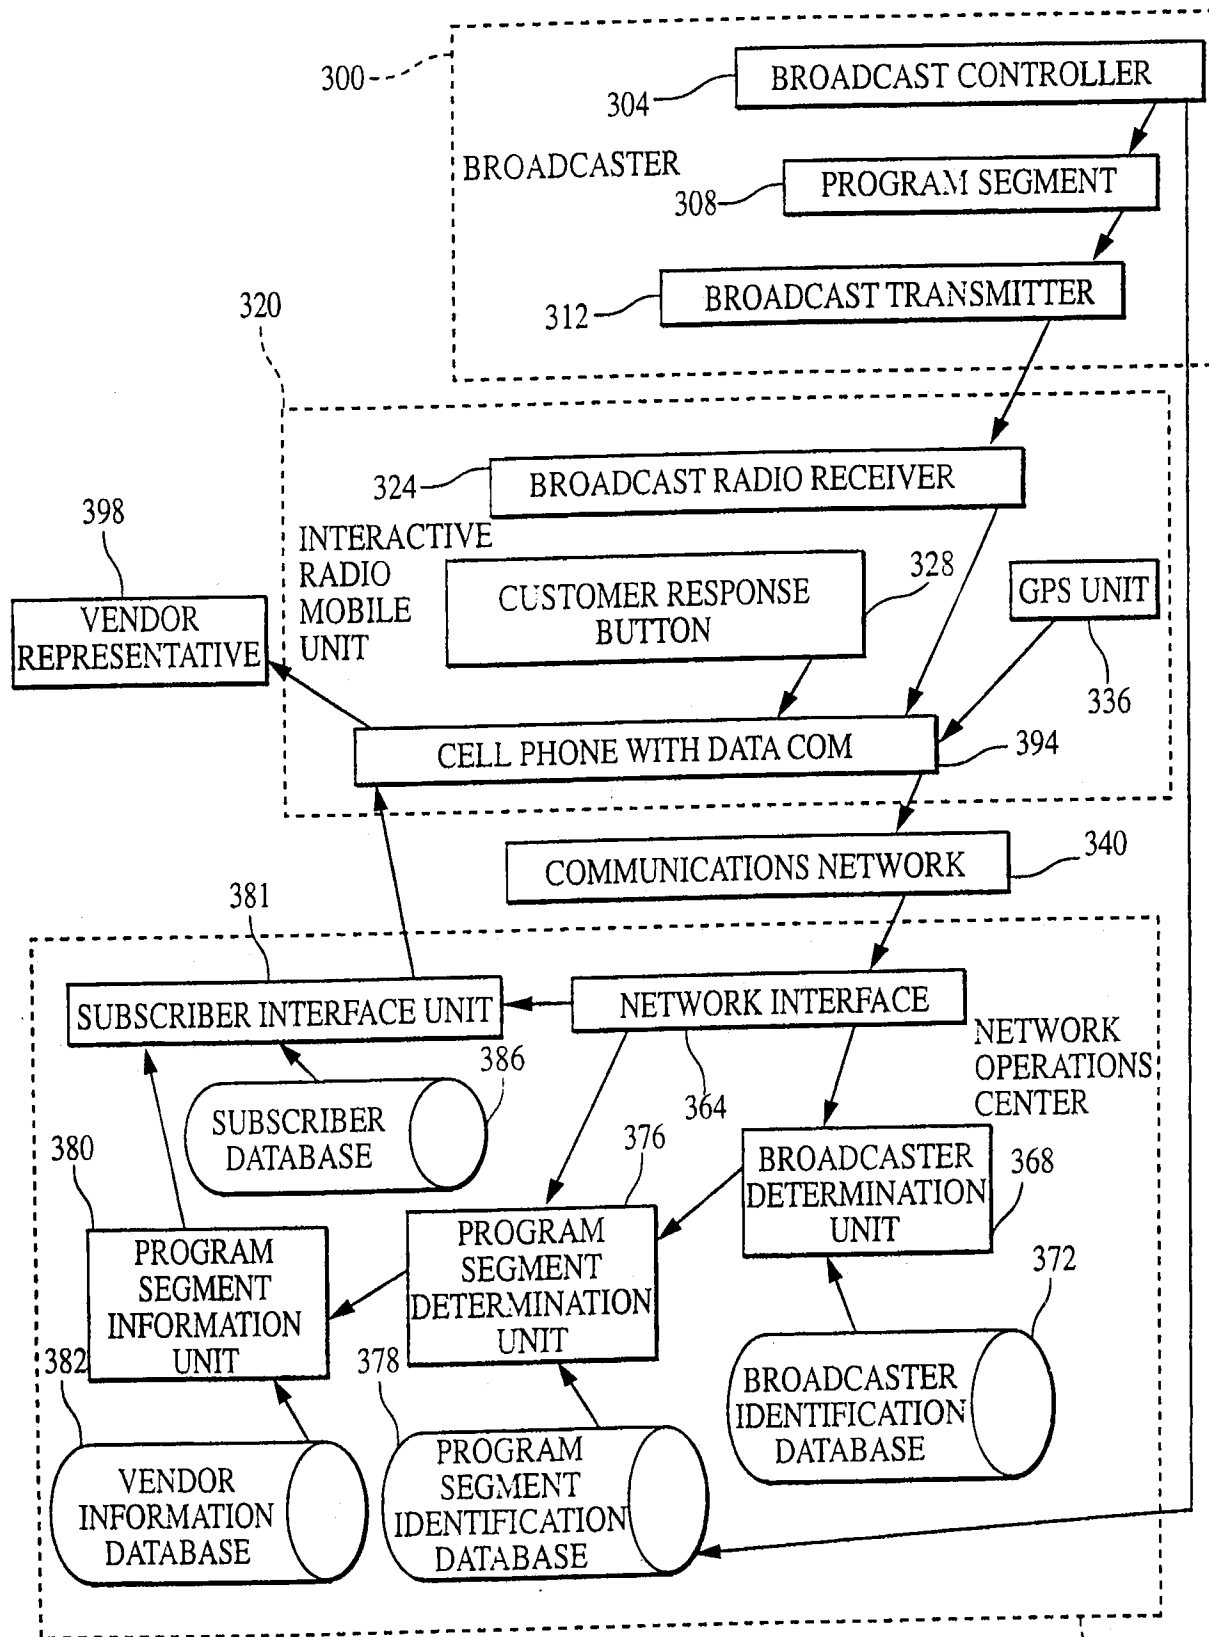 300
304
BROADCAST CONTROLLER
BROADCASTER
308
PROGRAM SEGMENT
312
BROADCAST TRANSMITTER
320
324
BROADCAST RADIO RECEIVER
398
INTERACTIVE
RADIO
MOBILE
UNIT
CUSTOMER RESPONSE
BUTTON
328
GPS UNIT
336
VENDOR
REPRESENTATIVE
CELL PHONE WITH DATA COM
394
COMMUNICATIONS NETWORK
340
381
SUBSCRIBER INTERFACE UNIT
NETWORK INTERFACE
364
NETWORK
OPERATIONS
CENTER
386
SUBSCRIBER
DATABASE
380
376
BROADCASTER
DETERMINATION
UNIT
368
PROGRAM
SEGMENT
INFORMATION
UNIT
PROGRAM
SEGMENT
DETERMINATION
UNIT
372
382
378
BROADCASTER
IDENTIFICATION
DATABASE
VENDOR
INFORMATION
DATABASE
PROGRAM
SEGMENT
IDENTIFICATION
DATABASE